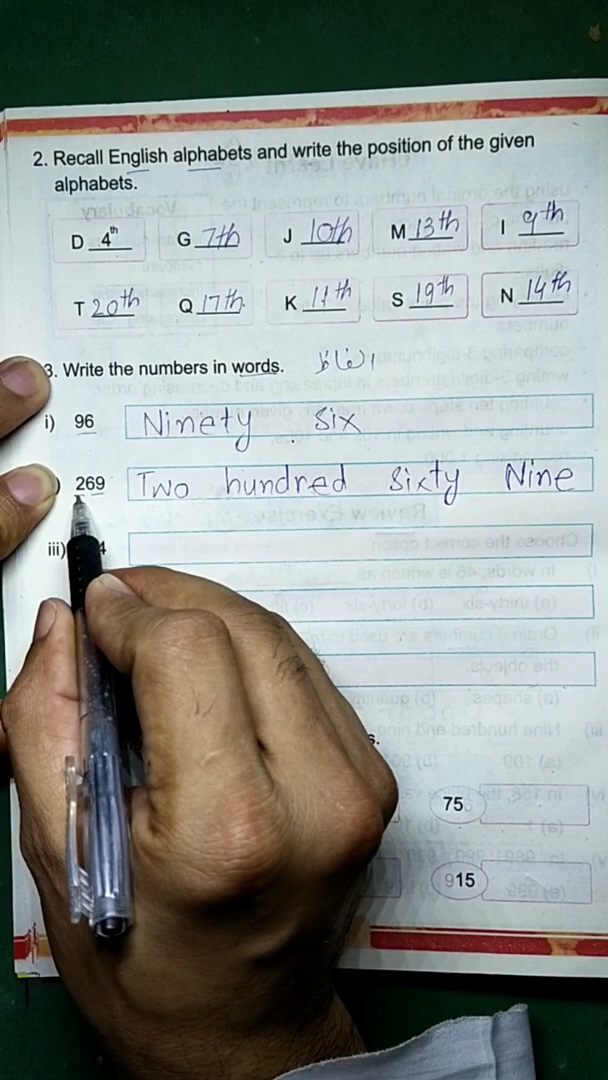 2. Recall English alphabets and write the position of the given
alphabets.
D 4th G 7th J 10th M 13th I 9th
T 20th Q 17th K 11th S 19th N 14th
3. Write the numbers in words. الفاظ
i) 96 Ninety Six
269 Two hundred Sixty Nine
iii) 4
s.
75
915